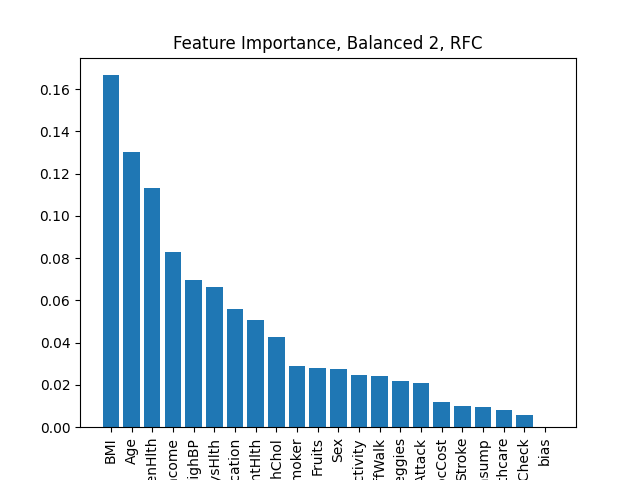 Feature Importance, Balanced 2, RFC
0.16
0.14
0.12
0.10
0.08
0.06
0.04
0.02
0.00
BMI
Age
enHlth
ncome
ighBP
ysHlth
cation
ntHlth
hChol
moker
Fruits
Sex
ctivity
fWalk
eggies
Attack
cCost
Stroke
sump
hcare
Check
bias